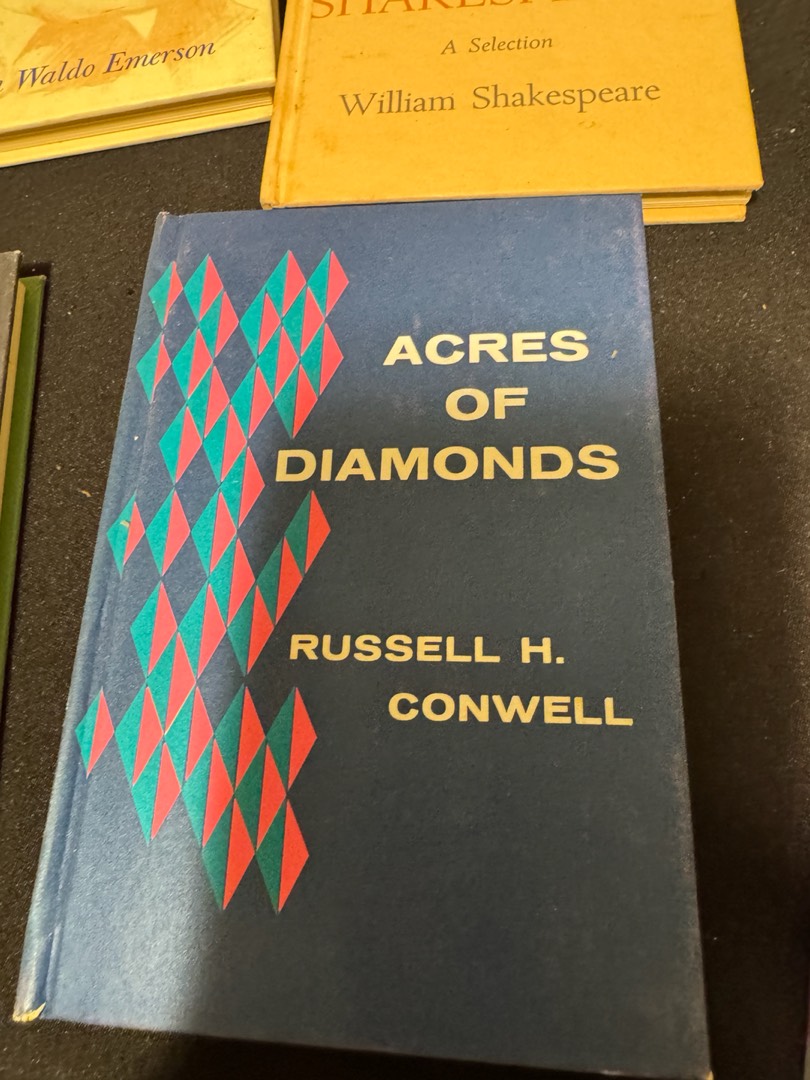 Waldo Emerson
A Selection
William Shakespeare
ACRES
OF
DIAMONDS
RUSSELL H.
CONWELL